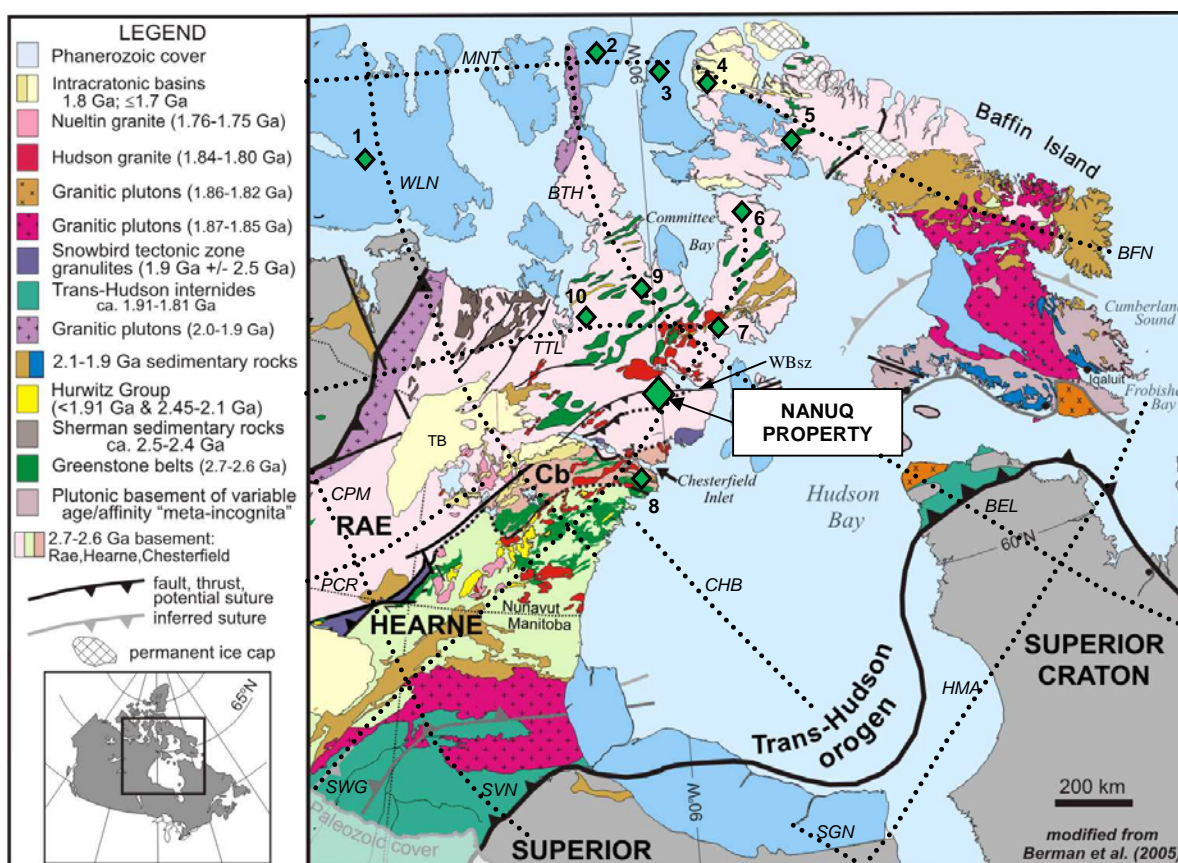 LEGEND
Phanerozoic cover
Intracratonic basins
1.8 Ga; ≤1.7 Ga
Nueltin granite (1.76-1.75 Ga)
Hudson granite (1.84-1.80 Ga)
Granitic plutons (1.86-1.82 Ga)
Granitic plutons (1.87-1.85 Ga)
Snowbird tectonic zone
granulites (1.9 Ga +/- 2.5 Ga)
Trans-Hudson internides
ca. 1.91-1.81 Ga
Granitic plutons (2.0-1.9 Ga)
2.1-1.9 Ga sedimentary rocks
Hurwitz Group
(<1.91 Ga & 2.45-2.1 Ga)
Sherman sedimentary rocks
ca. 2.5-2.4 Ga
Greenstone belts (2.7-2.6 Ga)
Plutonic basement of variable
age/affinity "meta-incognita"
2.7-2.6 Ga basement:
Rae,Hearne,Chesterfield
fault, thrust,
potential suture
inferred suture
permanent ice cap
65°N
MNT
2
90°W
3
4
1
WLN
BTH
5
Baffin Island
Committee
Bay
6
BFN
9
10
7
TTL
Cumberland
Sound
WBsz
Iqaluit
Frobisher
Bay
NANUQ
PROPERTY
TB
Cb
Chesterfield
Inlet
8
CPM
RAE
Hudson
Bay
BEL
60°N
PCR
CHB
Nunavut
Manitoba
HEARNE
SUPERIOR
CRATON
HMA
Trans-Hudson
orogen
SWG
SVN
90°W
200 km
Paleozoic cover
SGN
SUPERIOR
modified from
Berman et al. (2005)